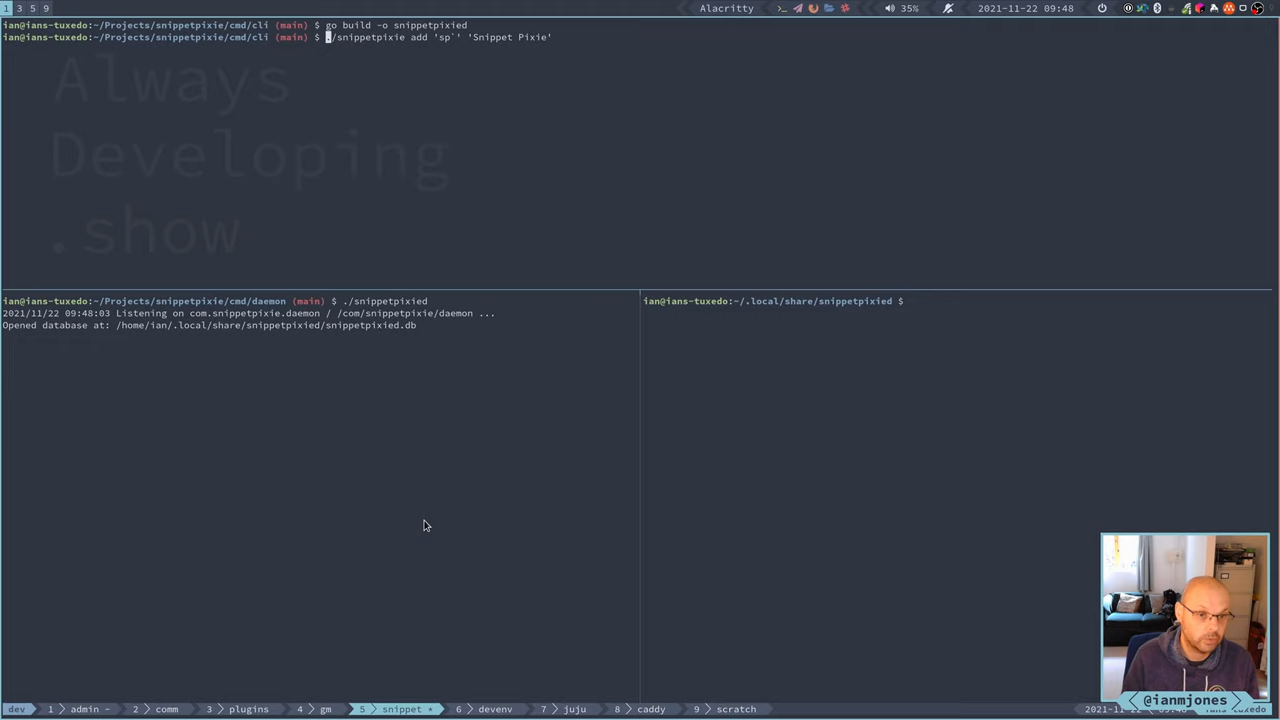 1 3 5 9 Alacritty 35% 2021-11-22 09:48
ian@ians-tuxedo:~/Projects/snippetpixie/cmd/cli (main) $ go build -o snippetpixied
ian@ians-tuxedo:~/Projects/snippetpixie/cmd/cli (main) $ ./snippetpixie add 'sp`' 'Snippet Pixie'
Always
Developing
.show
ian@ians-tuxedo:~/Projects/snippetpixie/cmd/daemon (main) $ ./snippetpixied
2021/11/22 09:48:03 Listening on com.snippetpixie.daemon / /com/snippetpixie/daemon ...
Opened database at: /home/ian/.local/share/snippetpixied/snippetpixied.db
ian@ians-tuxedo:~/.local/share/snippetpixied $
@ianmjones
dev 1 admin - 2 comm 3 plugins 4 gm 5 snippet * 6 devenv 7 juju 8 caddy 9 scratch